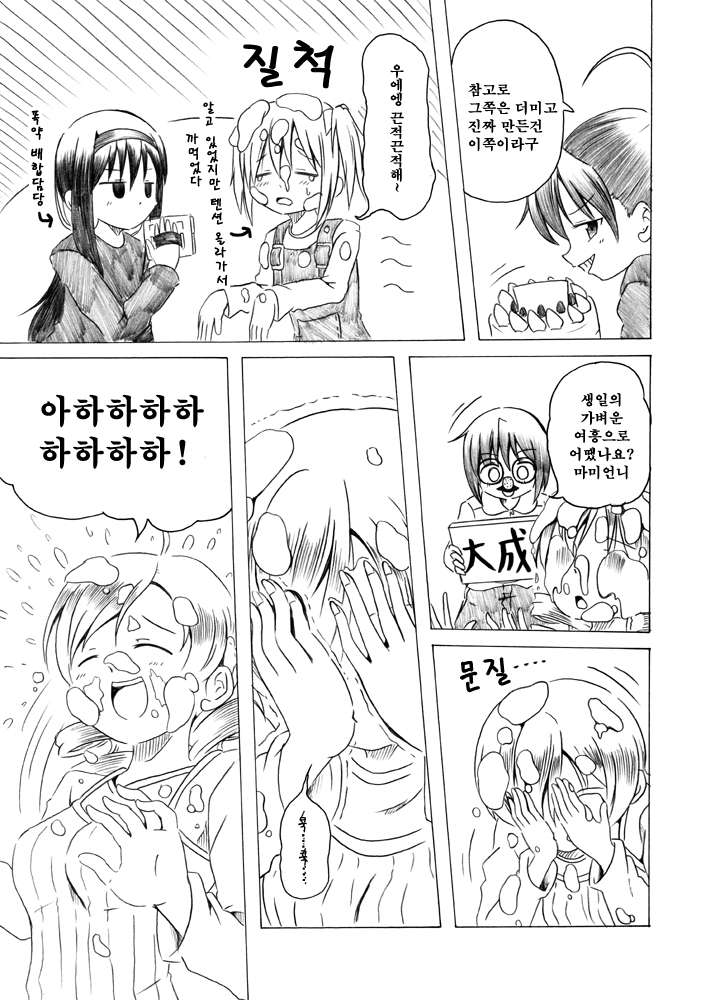 참고로
그쪽은 더미고
진짜 만든건
이쪽이라구
우에엥 끈적끈적해~
질척
알고 있었지만 텐션 올라가서
까먹었다
폭약 배합담당
생일의
가벼운
여흥으로
어땠나요?
마미언니
大成
문질....
푹....쿡...
아하하하하
하하하하!